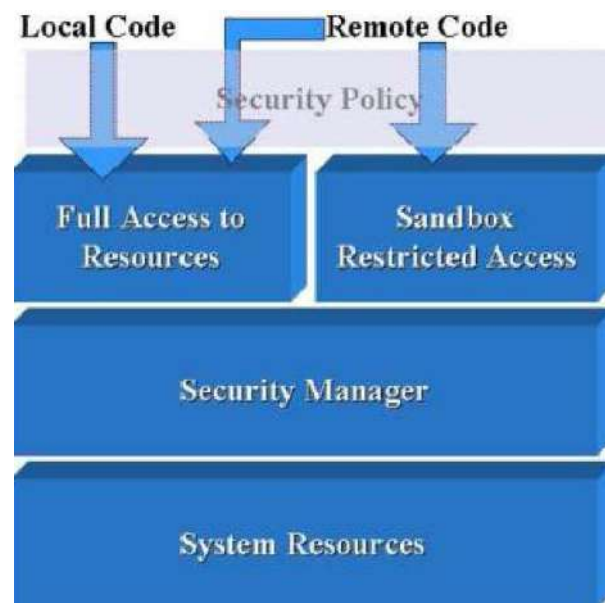 Local Code
Remote Code
Security Policy
Full Access to
Resources
Sandbox
Restricted Access
Security Manager
System Resources